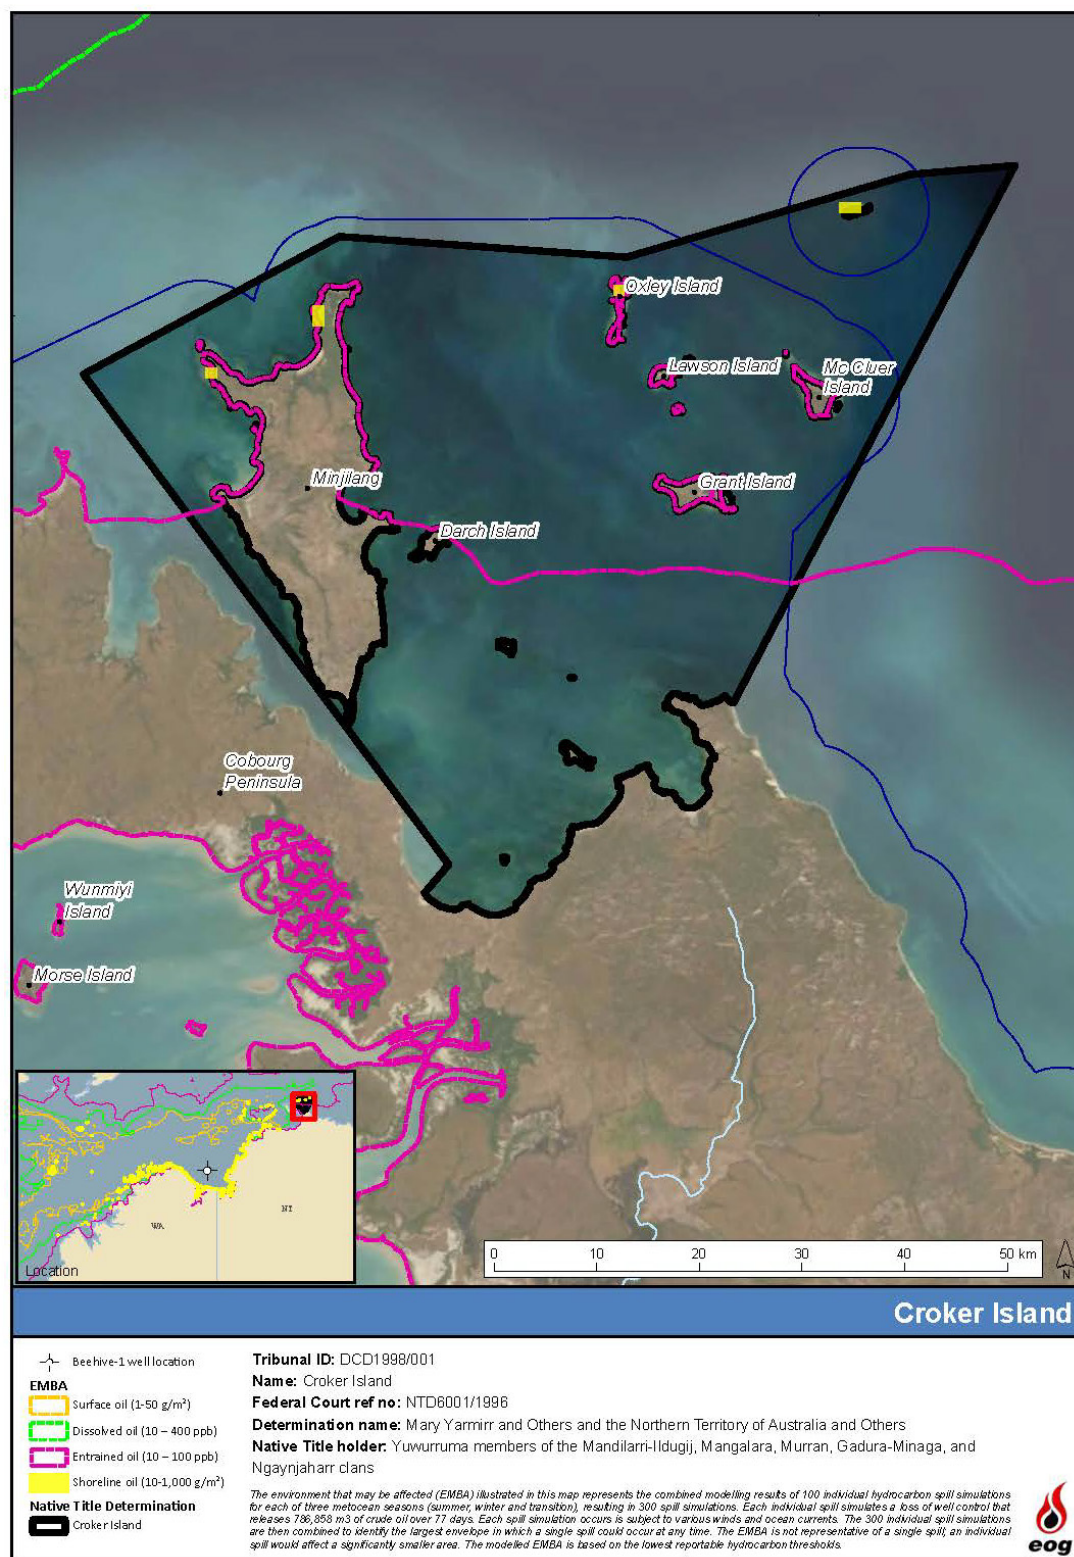 Oxley Island
Lawson Island
Mc Cluer
Island
Minjilang
Grant Island
Darch Island
Cobourg
Peninsula
Wunmiyi
Island
Morse Island
WA
NT
Location
0 10 20 30 40 50 km
N
Croker Island
Beehive-1 well location
EMBA
Surface oil (1-50 g/m²)
Dissolved oil (10 – 400 ppb)
Entrained oil (10 – 100 ppb)
Shoreline oil (10-1,000 g/m²)
Native Title Determination
Croker Island
Tribunal ID: DCD1998/001
Name: Croker Island
Federal Court ref no: NTD6001/1996
Determination name: Mary Yarmirr and Others and the Northern Territory of Australia and Others
Native Title holder: Yuwurruma members of the Mandilarri-Ildugij, Mangalara, Murran, Gadura-Minaga, and
Ngaynjaharr clans
The environment that may be affected (EMBA) illustrated in this map represents the combined modelling results of 100 individual hydrocarbon spill simulations
for each of three metocean seasons (summer, winter and transition), resulting in 300 spill simulations. Each individual spill simulates a loss of well control that
releases 786,858 m3 of crude oil over 77 days. Each spill simulation occurs is subject to various winds and ocean currents. The 300 individual spill simulations
are then combined to identify the largest envelope in which a single spill could occur at any time. The EMBA is not representative of a single spill; an individual
spill would affect a significantly smaller area. The modelled EMBA is based on the lowest reportable hydrocarbon thresholds.
eog